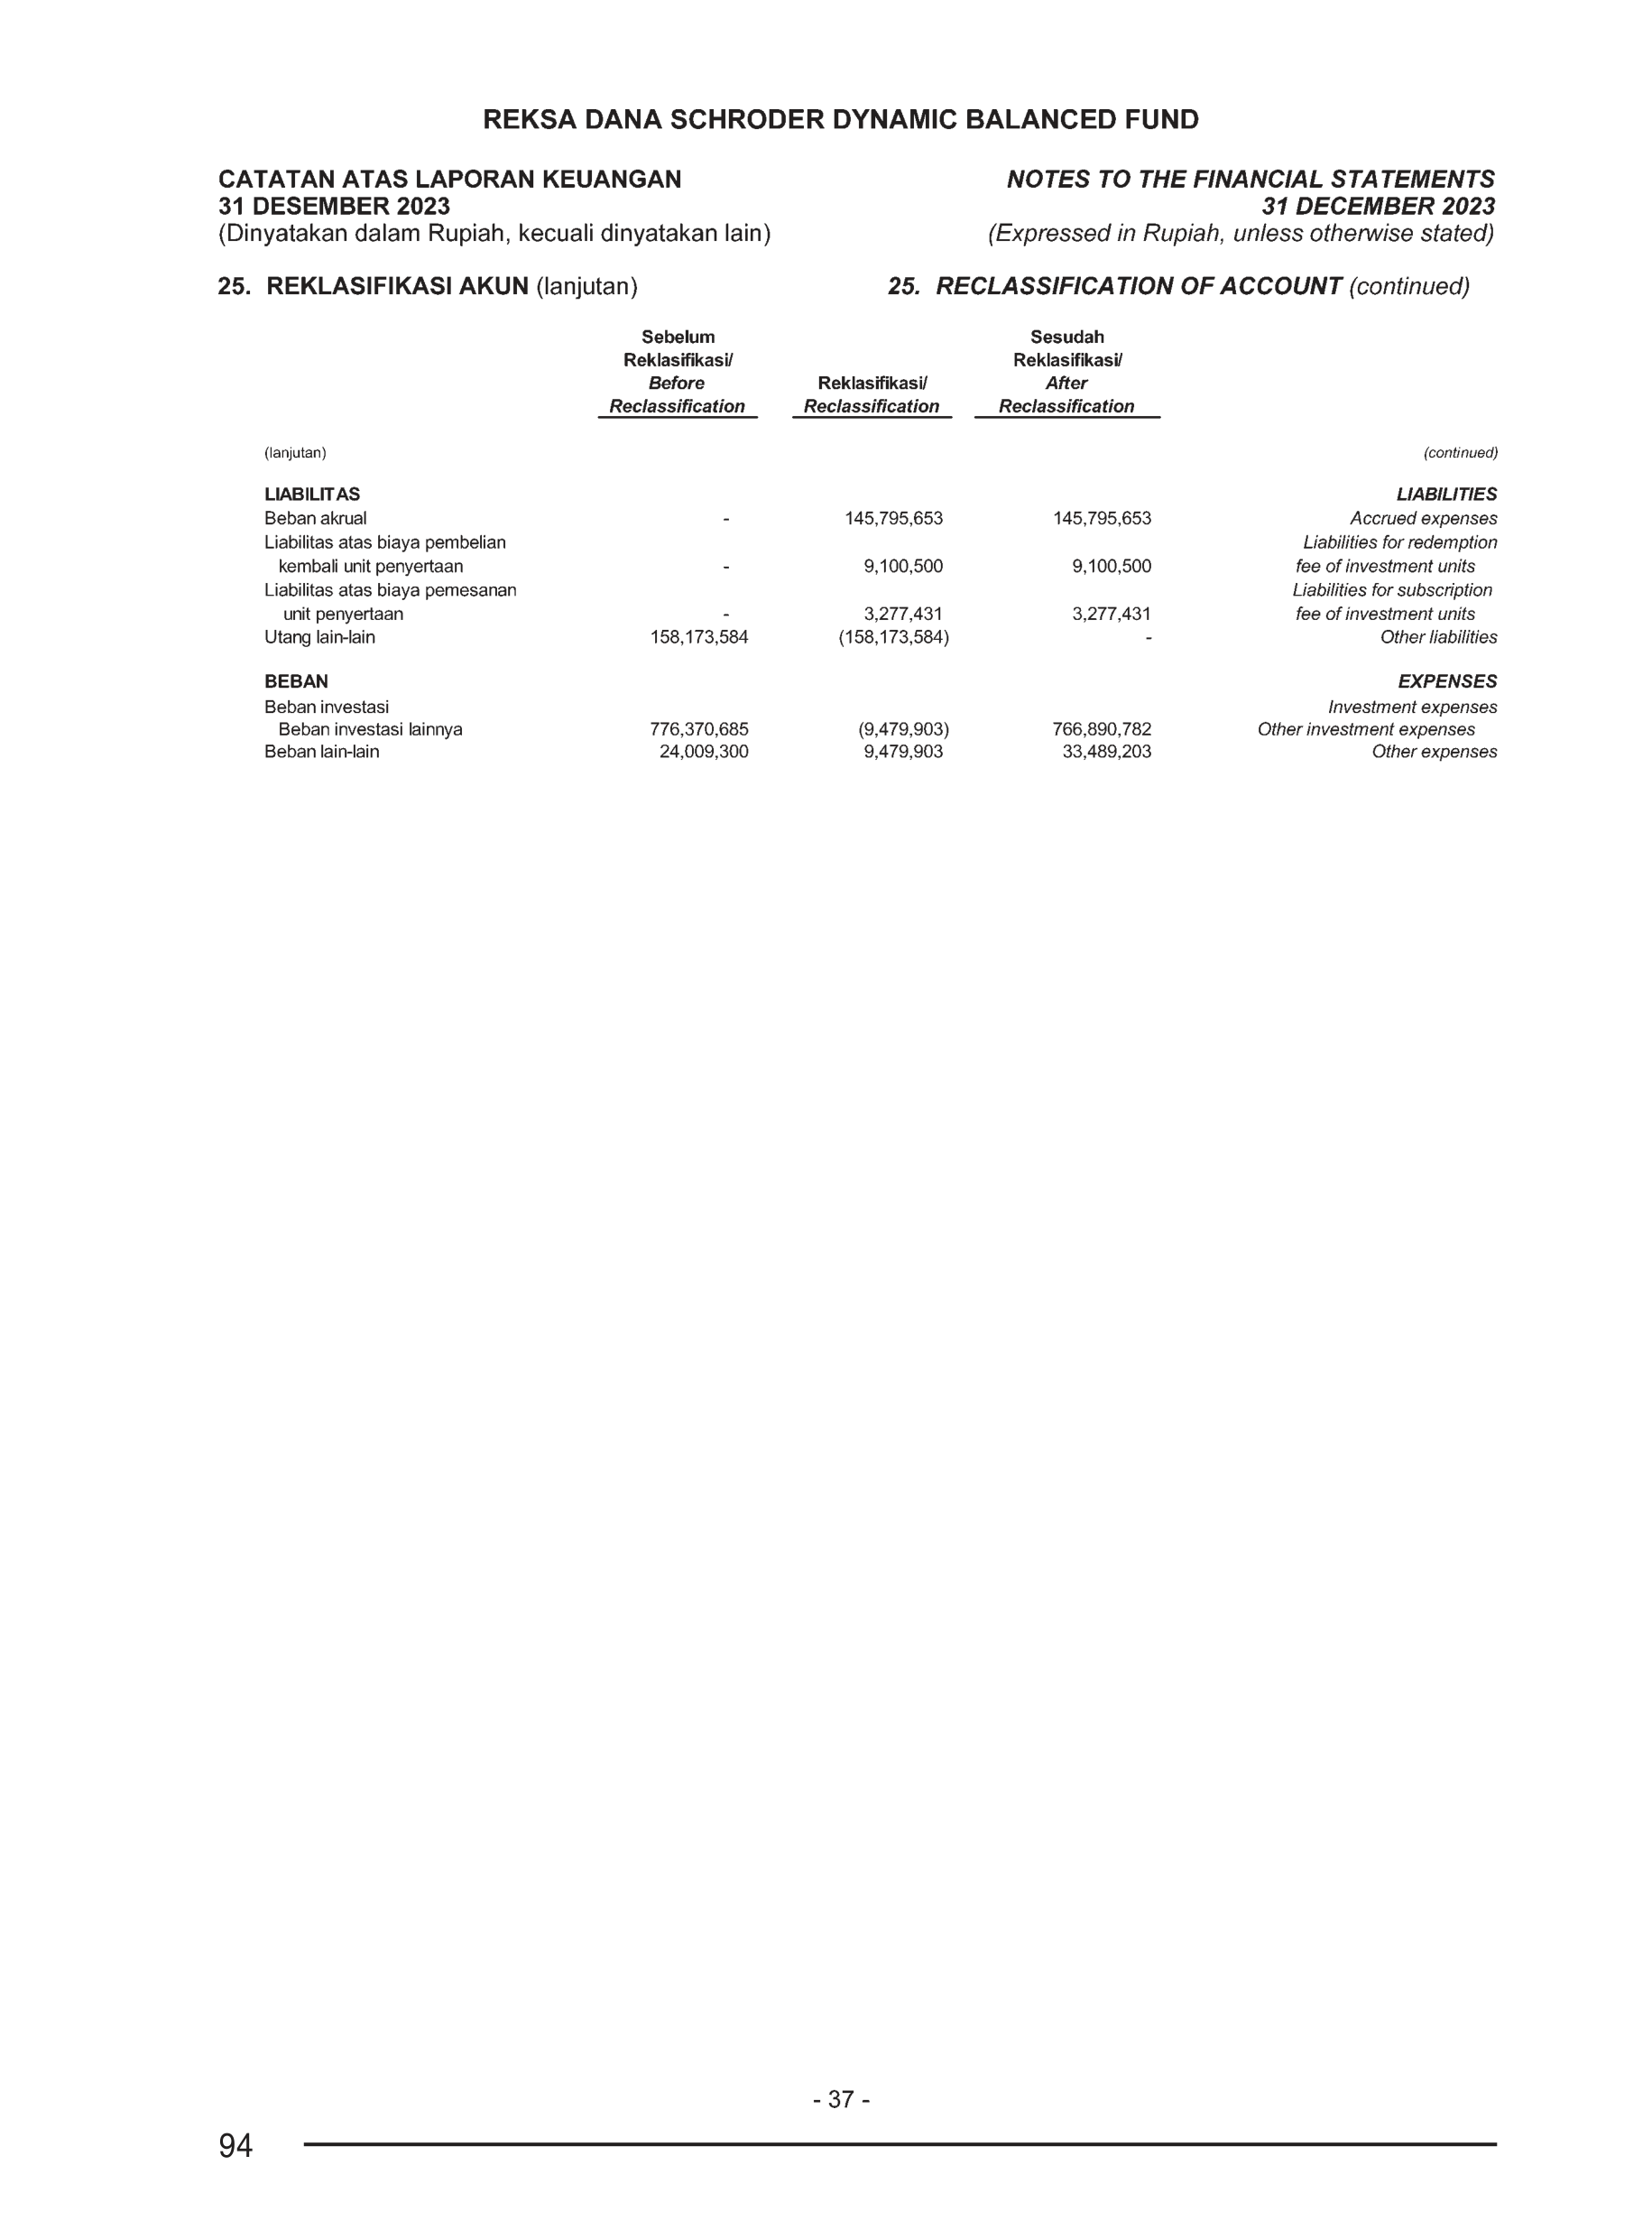 REKSA DANA SCHRODER DYNAMIC BALANCED FUND
CATATAN ATAS LAPORAN KEUANGAN NOTES TO THE FINANCIAL STATEMENTS
31 DESEMBER 2023 31 DECEMBER 2023
(Dinyatakan dalam Rupiah, kecuali dinyatakan lain) (Expressed in Rupiah, unless otherwise stated)
25. REKLASIFIKASI AKUN (lanjutan) 25. RECLASSIFICATION OF ACCOUNT (continued)
Sebelum Sesudah
Reklasifikasi/ Reklasifikasi/
Before Reklasifikasi/ After
Reclassification Reclassification Reclassification
(lanjutan) (continued)
LIABILITAS LIABILITIES
Beban akrual - 145,795,653 145,795,653 Accrued expenses
Liabilitas atas biaya pembelian Liabilities for redemption
kembali unit penyertaan - 9,100,500 9,100,500 fee of investment units
Liabilitas atas biaya pemesanan Liabilities for subscription
unit penyertaan - 3,277,431 3,277,431 fee of investment units
Utang lain-lain 158,173,584 (158,173,584) - Other liabilities
BEBAN EXPENSES
Beban investasi Investment expenses
Beban investasi lainnya 776,370,685 (9,479,903) 766,890,782 Other investment expenses
Beban lain-lain 24,009,300 9,479,903 33,489,203 Other expenses
- 37 -
94